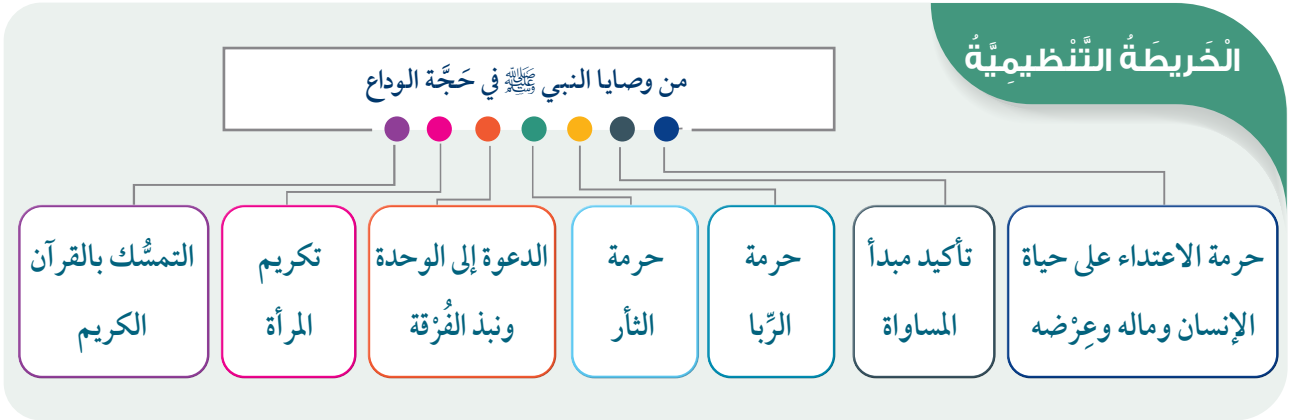 الْخَرِيطَةُ التَّنْظيمِيَّةُ
من وصايا النبي ﷺ في حَجَّة الوداع
حرمة الاعتداء على حياة
الإنسان وماله وعِرْضه
تأكيد مبدأ
المساواة
حرمة
الرِّبا
حرمة
الثأر
الدعوة إلى الوحدة
ونبذ الفُرْقة
تكريم
المرأة
التمسُّك بالقرآن
الكريم